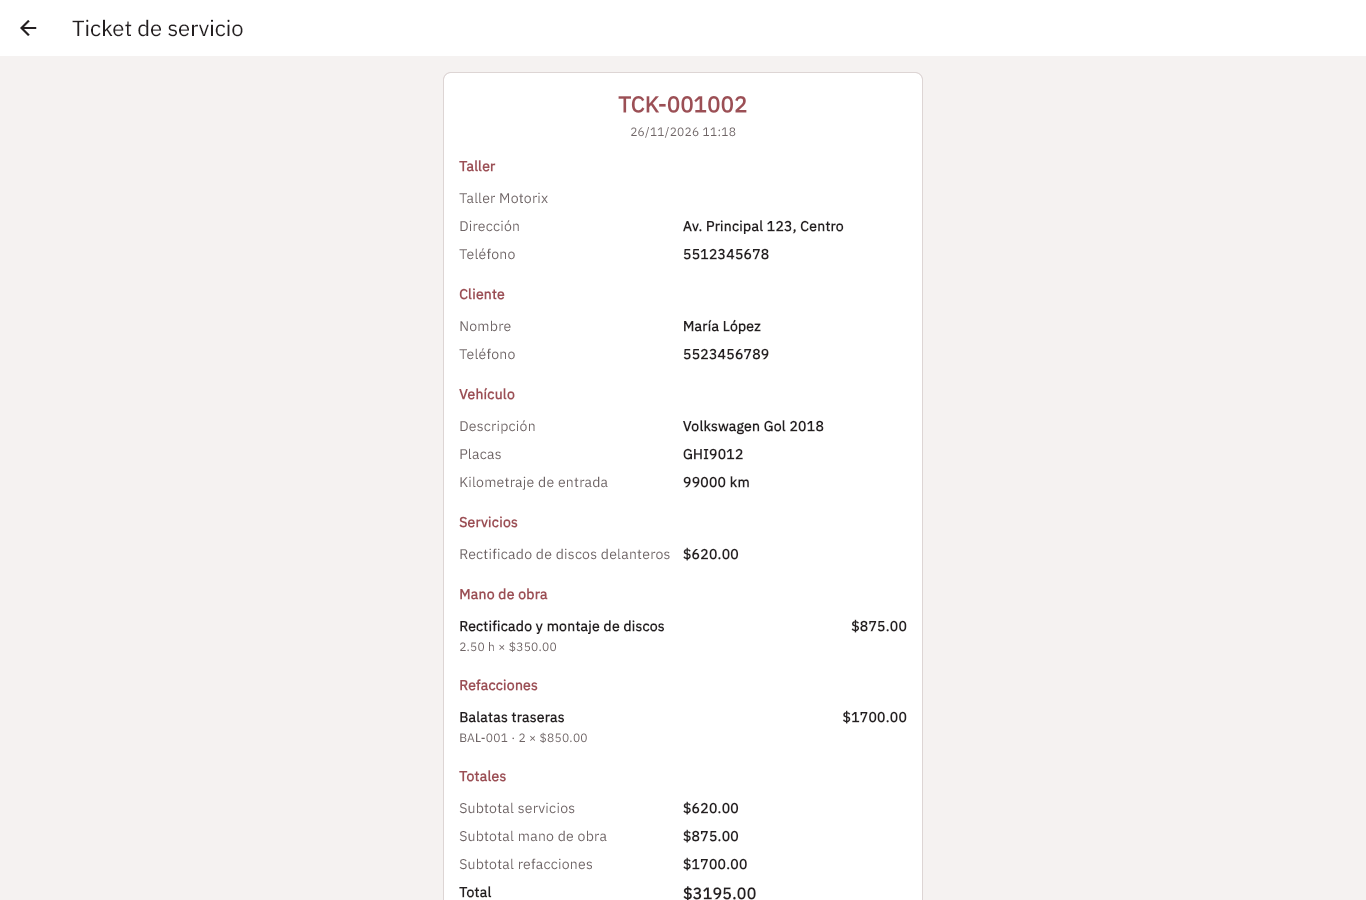 Ticket de servicio
TCK-001002
26/11/2026 11:18
Taller
Taller Motorix
Dirección Av. Principal 123, Centro
Teléfono 5512345678
Cliente
Nombre María López
Teléfono 5523456789
Vehículo
Descripción Volkswagen Gol 2018
Placas GHI9012
Kilometraje de entrada 99000 km
Servicios
Rectificado de discos delanteros $620.00
Mano de obra
Rectificado y montaje de discos $875.00
2.50 h × $350.00
Refacciones
Balatas traseras $1700.00
BAL-001 · 2 × $850.00
Totales
Subtotal servicios $620.00
Subtotal mano de obra $875.00
Subtotal refacciones $1700.00
Total $3195.00